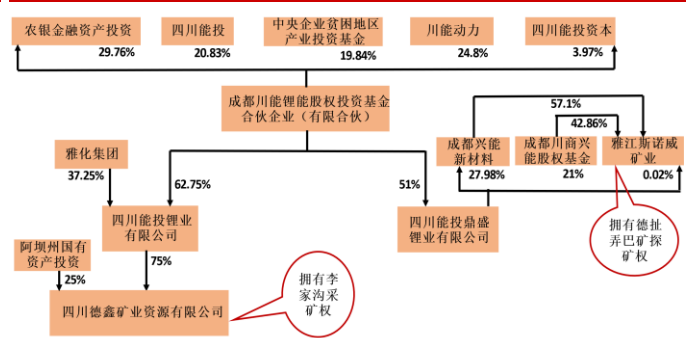 农银金融资产投资
四川能投
中央企业贫困地区
产业投资基金
川能动力
四川能投资本
29.76%
20.83%
19.84%
24.8%
3.97%
成都川能锂能股权投资基金
合伙企业（有限合伙）
57.1%
42.86%
雅化集团
37.25%
62.75%
51%
成都兴能
新材料
27.98%
成都川商兴
能股权基金
21%
雅江斯诺威
矿业
0.02%
四川能投锂业
有限公司
四川能投鼎盛
锂业有限公司
拥有德扯
弄巴矿探
矿权
阿坝州国有
资产投资
25%
75%
拥有李
家沟采
矿权
四川德鑫矿业资源有限公司